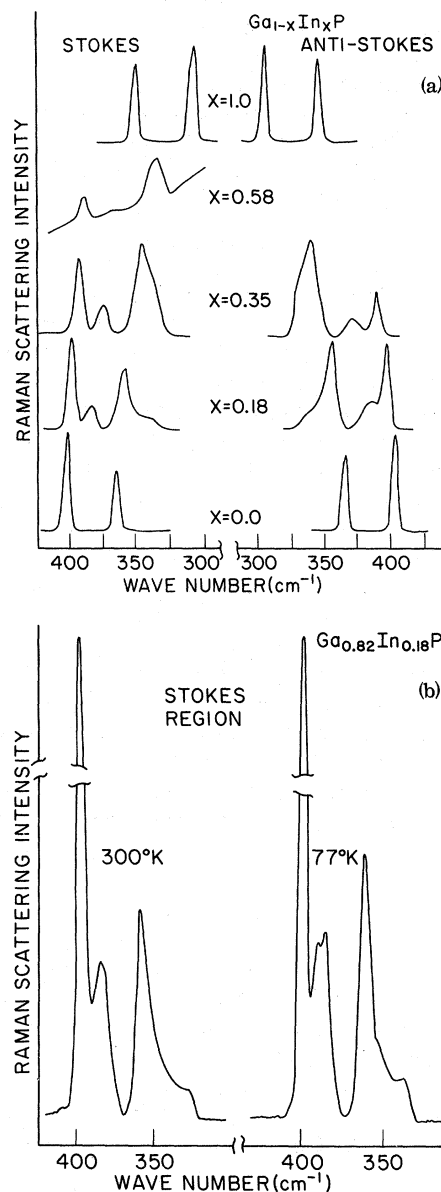 Ga1-xInxP
STOKES
ANTI-STOKES
(a)
X=1.0
X=0.58
X=0.35
X=0.18
X=0.0
RAMAN SCATTERING INTENSITY
400 350 300 300 350 400
WAVE NUMBER(cm⁻¹)
Ga0.82In0.18P
(b)
STOKES
REGION
300°K
77°K
RAMAN SCATTERING INTENSITY
400 350 400 350
WAVE NUMBER(cm⁻¹)